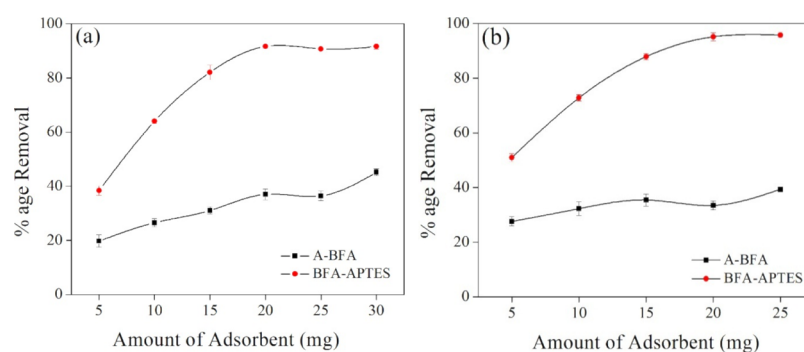 (a)
100
80
60
40
20
0
% age Removal
A-BFA
BFA-APTES
5 10 15 20 25 30
Amount of Adsorbent (mg)
(b)
100
80
60
40
20
0
% age Removal
A-BFA
BFA-APTES
5 10 15 20 25
Amount of Adsorbent (mg)